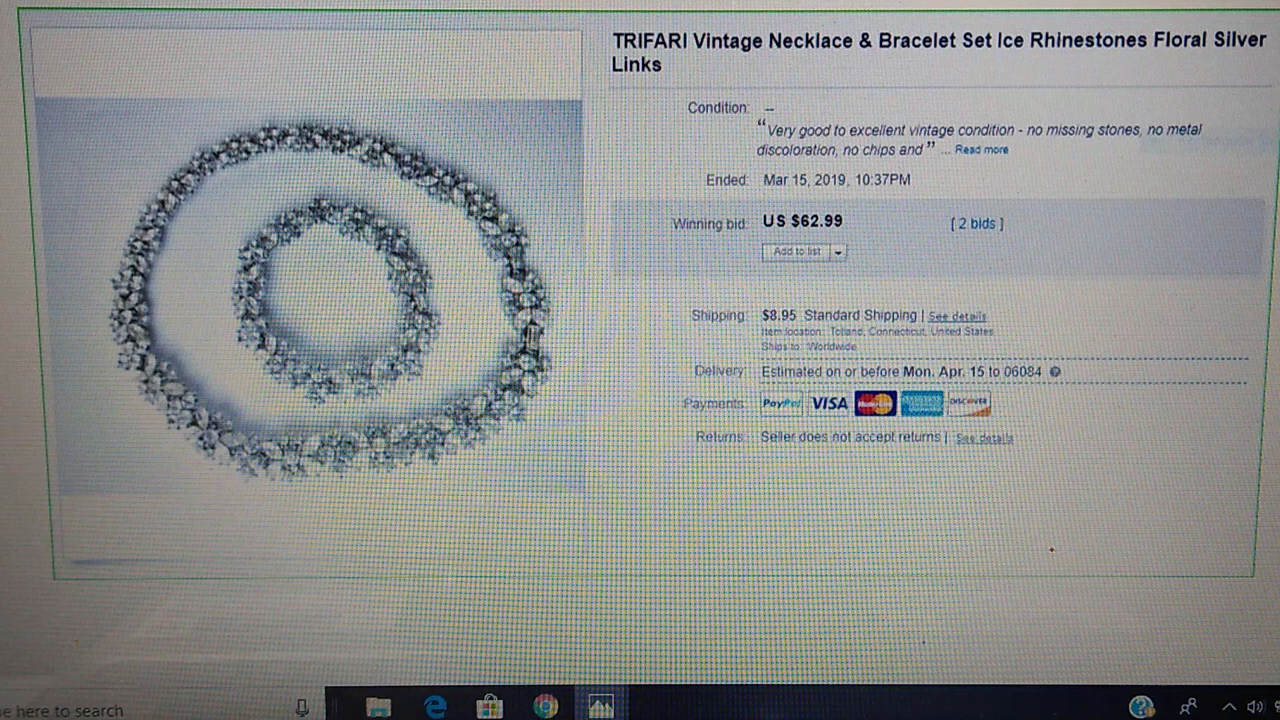 TRIFARI Vintage Necklace & Bracelet Set Ice Rhinestones Floral Silver
Links
Condition: --
"Very good to excellent vintage condition - no missing stones, no metal
discoloration, no chips and" ... Read more
Ended: Mar 15, 2019, 10:37PM
Winning bid: US $62.99 [ 2 bids ]
Add to list
Shipping: $8.95 Standard Shipping | See details
Item location: Tolland, Connecticut, United States
Ships to: Worldwide
Delivery: Estimated on or before Mon. Apr. 15 to 06084
Payments: PayPal VISA MasterCard DISCOVER
Returns: Seller does not accept returns | See details
e here to search